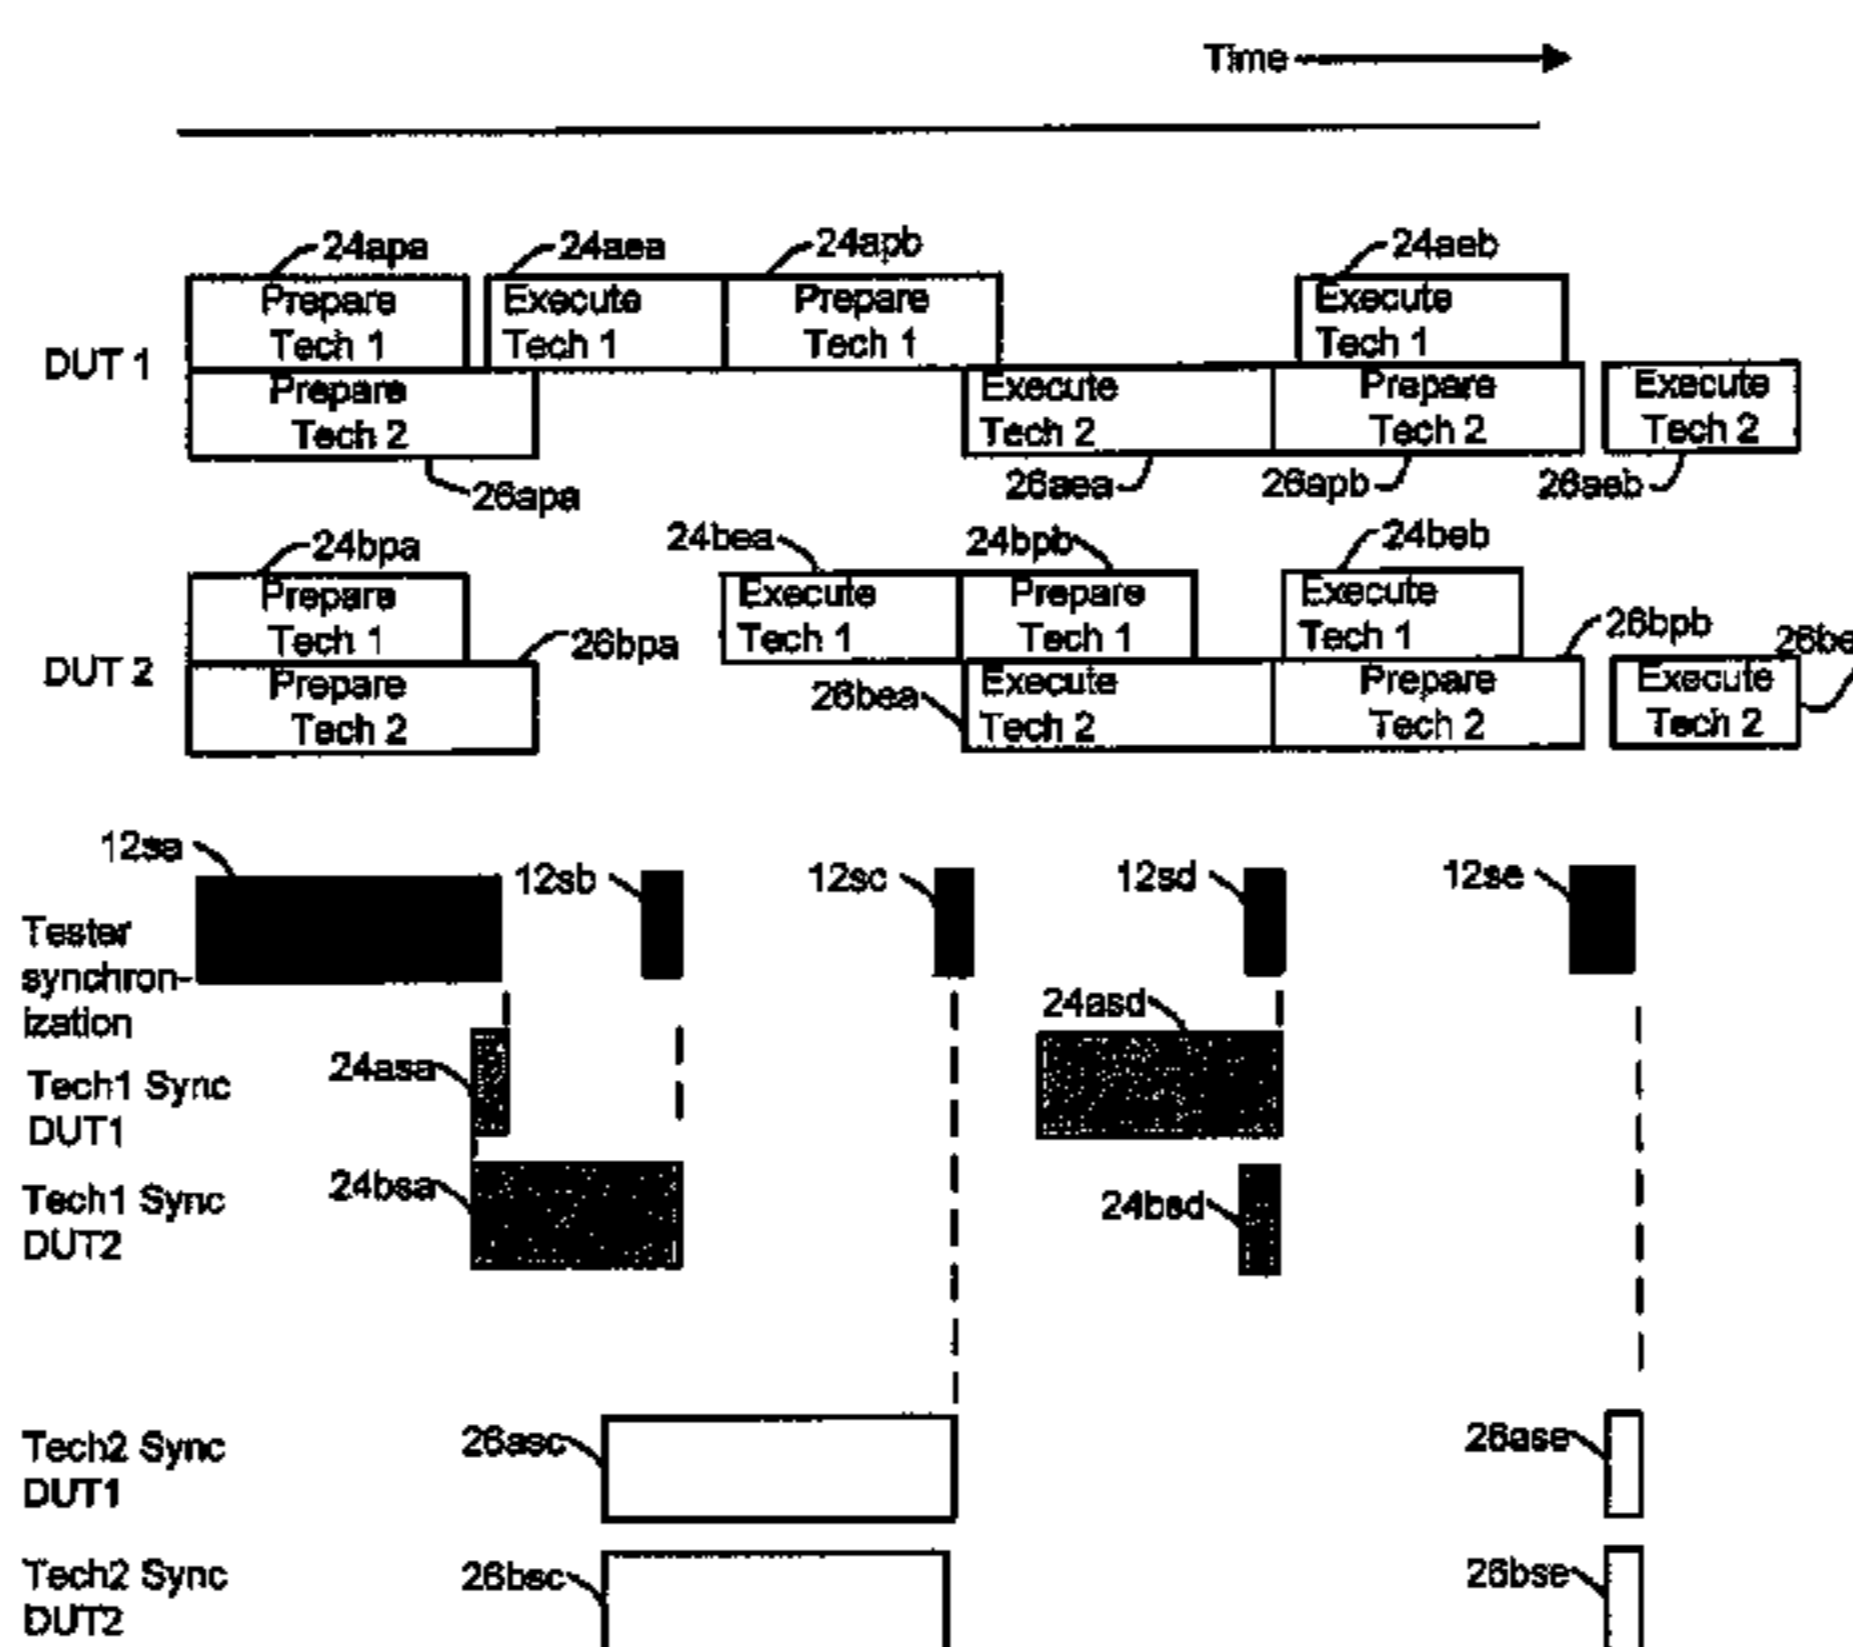 Time
24apa
24aea
24apb
24aeb
Prepare
Tech 1
Execute
Tech 1
Prepare
Tech 1
Execute
Tech 1
DUT 1
Prepare
Tech 2
Execute
Tech 2
Prepare
Tech 2
Execute
Tech 2
26apa
26aea
26apb
26aeb
24bpa
24bea
24bpb
24beb
Prepare
Tech 1
Execute
Tech 1
Prepare
Tech 1
Execute
Tech 1
26bpa
26bpb
DUT 2
Prepare
Tech 2
26bea
Execute
Tech 2
Prepare
Tech 2
Execute
Tech 2
12sa
12sb
12sc
12sd
12se
Tester
synchron-
ization
24asd
Tech1 Sync
DUT1
24asa
Tech1 Sync
DUT2
24bsa
24bsd
Tech2 Sync
DUT1
26asc
26ase
Tech2 Sync
DUT2
26bsc
26bse